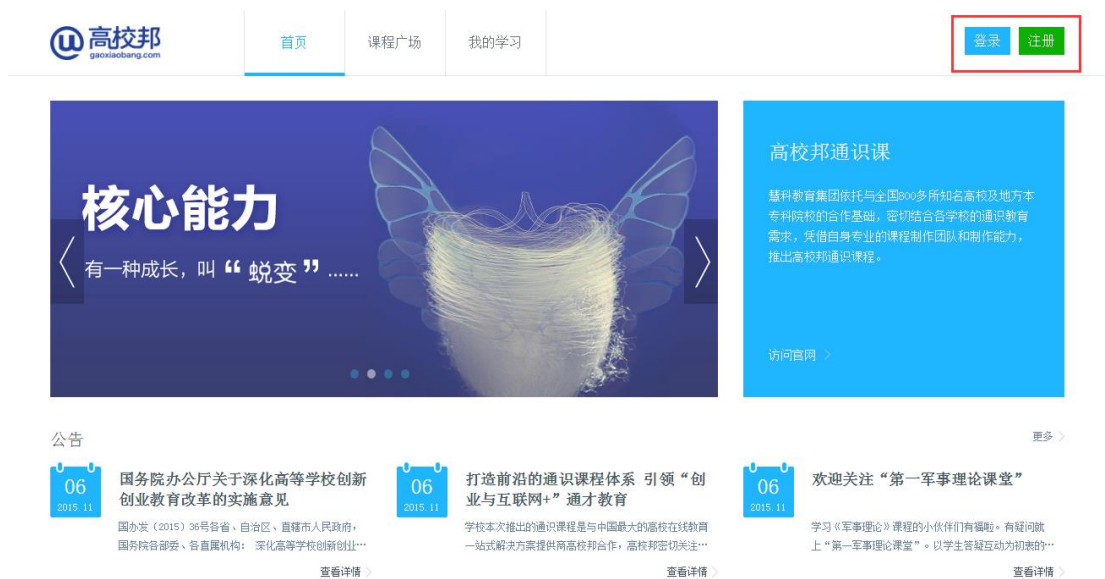 高校邦
gaoxiaobang.com
首页
课程广场
我的学习
登录
注册
核心能力
有一种成长，叫“蜕变”……
高校邦通识课
慧科教育集团依托与全国800多所知名高校及地方本
专科院校的合作基础，密切结合各学校的通识教育
需求，凭借自身专业的课程制作团队和制作能力，
推出高校邦通识课程。
访问官网 〉
公告
更多 〉
06
2015.11
国务院办公厅关于深化高等学校创新
创业教育改革的实施意见
国办发（2015）36号各省、自治区、直辖市人民政府，
国务院各部委、各直属机构： 深化高等学校创新创业…
查看详情 〉
06
2015.11
打造前沿的通识课程体系 引领“创
业与互联网+”通才教育
学校本次推出的通识课程是与中国最大的高校在线教育
一站式解决方案提供商高校邦合作，高校邦密切关注…
查看详情 〉
06
2015.11
欢迎关注“第一军事理论课堂”
学习《军事理论》课程的小伙伴们有福啦。有疑问就
上“第一军事理论课堂”。以学生答疑互动为初衷的…
查看详情 〉